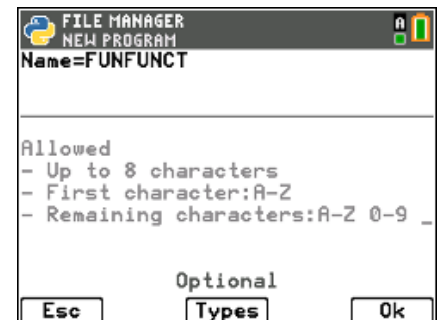 FILE MANAGER
NEW PROGRAM
A
Name=FUNFUNCT
Allowed
- Up to 8 characters
- First character:A-Z
- Remaining characters:A-Z 0-9 _
Optional
Esc Types Ok